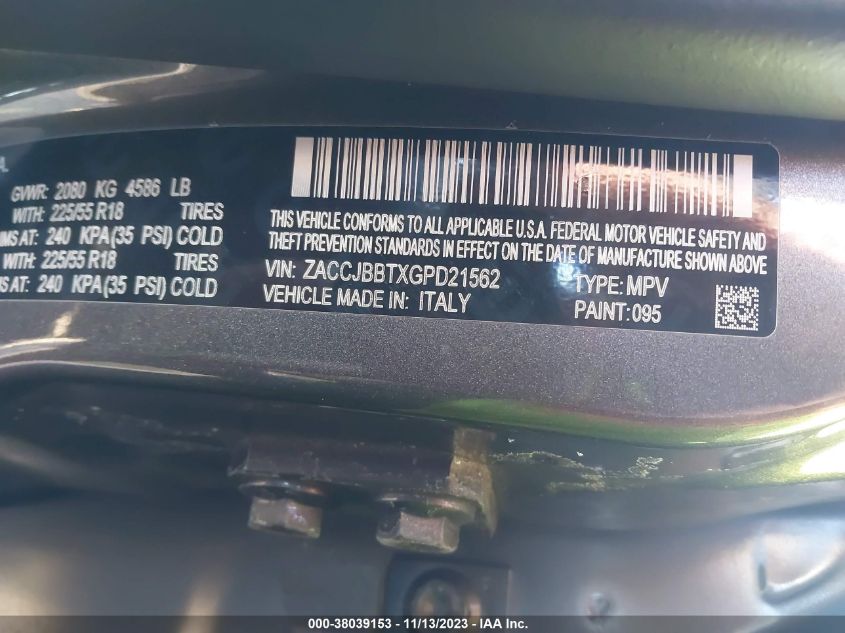 GVWR: 2080 KG 4586 LB
WITH: 225/55 R18 TIRES
AT: 240 KPA(35 PSI) COLD
WITH: 225/55 R18 TIRES
AT: 240 KPA(35 PSI) COLD
THIS VEHICLE CONFORMS TO ALL APPLICABLE U.S.A. FEDERAL MOTOR VEHICLE SAFETY AND
THEFT PREVENTION STANDARDS IN EFFECT ON THE DATE OF MANUFACTURE SHOWN ABOVE
VIN: ZACCJBBTXGPD21562 TYPE: MPV
VEHICLE MADE IN: ITALY PAINT: 095
000-38039153 - 11/13/2023 - IAA Inc.